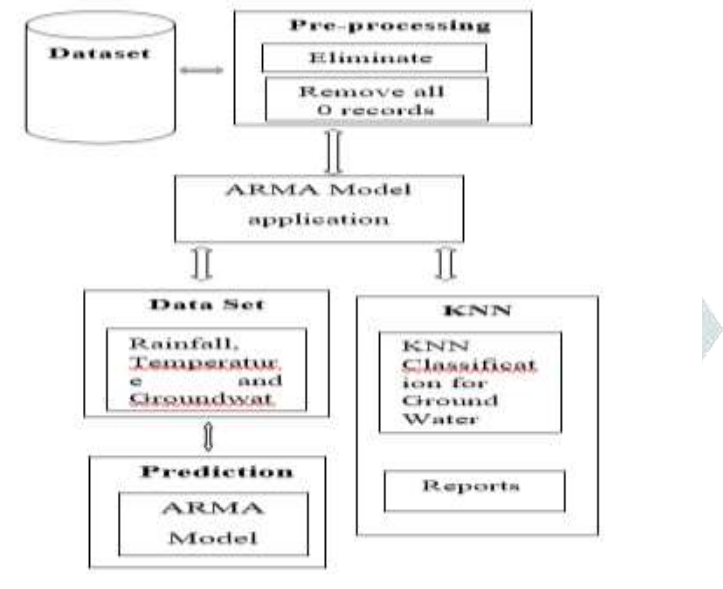 Dataset
Pre-processing
Eliminate
Remove all
0 records
ARMA Model
application
Data Set
Rainfall,
Temperatur
e and
Groundwat
Prediction
ARMA
Model
KNN
KNN
Classificat
ion for
Ground
Water
Reports